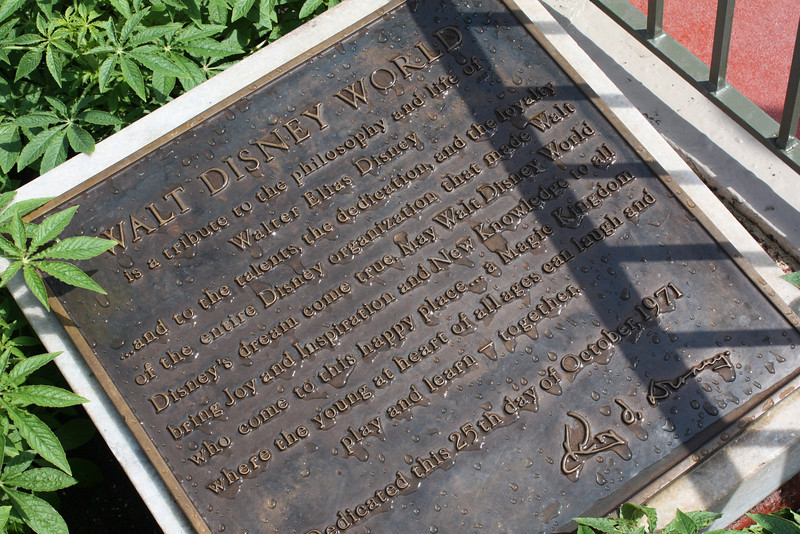 WALT DISNEY WORLD
is a tribute to the philosophy and life of
Walter Elias Disney
...and to the talents, the dedication, and the loyalty
of the entire Disney organization that made Walt
Disney's dream come true. May Walt Disney World
bring Joy and Inspiration and New Knowledge to all
who come to this happy place... a Magic Kingdom
where the young at heart of all ages can laugh and
play and learn – together.
Dedicated this 25th day of October, 1971
Roy O. Disney